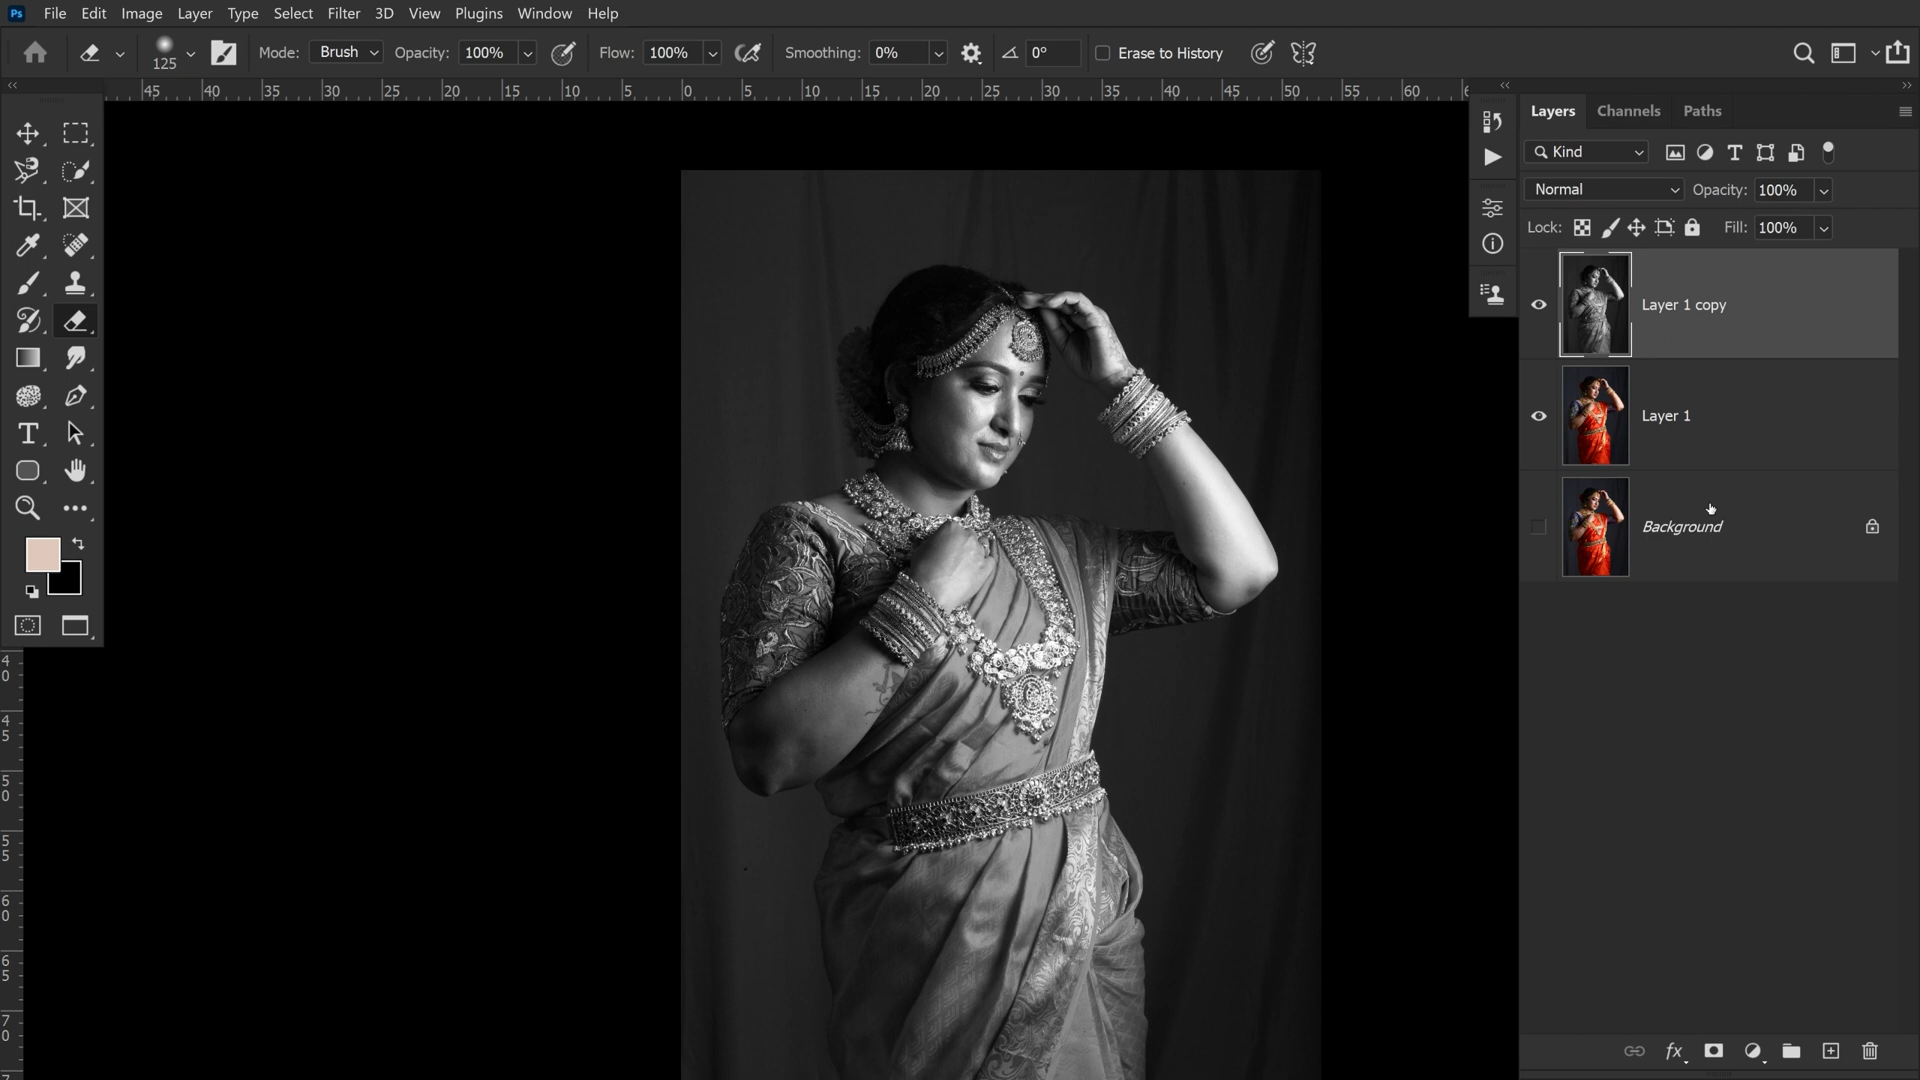 Ps File Edit Image Layer Type Select Filter 3D View Plugins Window Help
125 Mode: Brush Opacity: 100% Flow: 100% Smoothing: 0% 0° Erase to History
45 40 35 30 25 20 15 10 5 0 5 10 15 20 25 30 35 40 45 50 55 60
Layers Channels Paths
Kind
Normal Opacity: 100%
Lock: Fill: 100%
Layer 1 copy
Layer 1
Background
40
45
50
55
60
65
70
fx